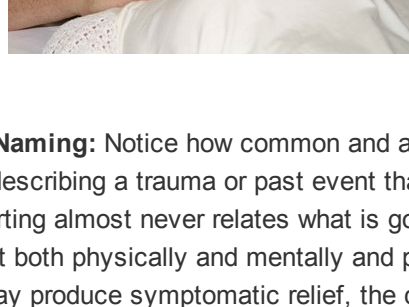 Naming: Notice how common and a
describing a trauma or past event tha
rting almost never relates what is go
t both physically and mentally and p
ay produce symptomatic relief, the c